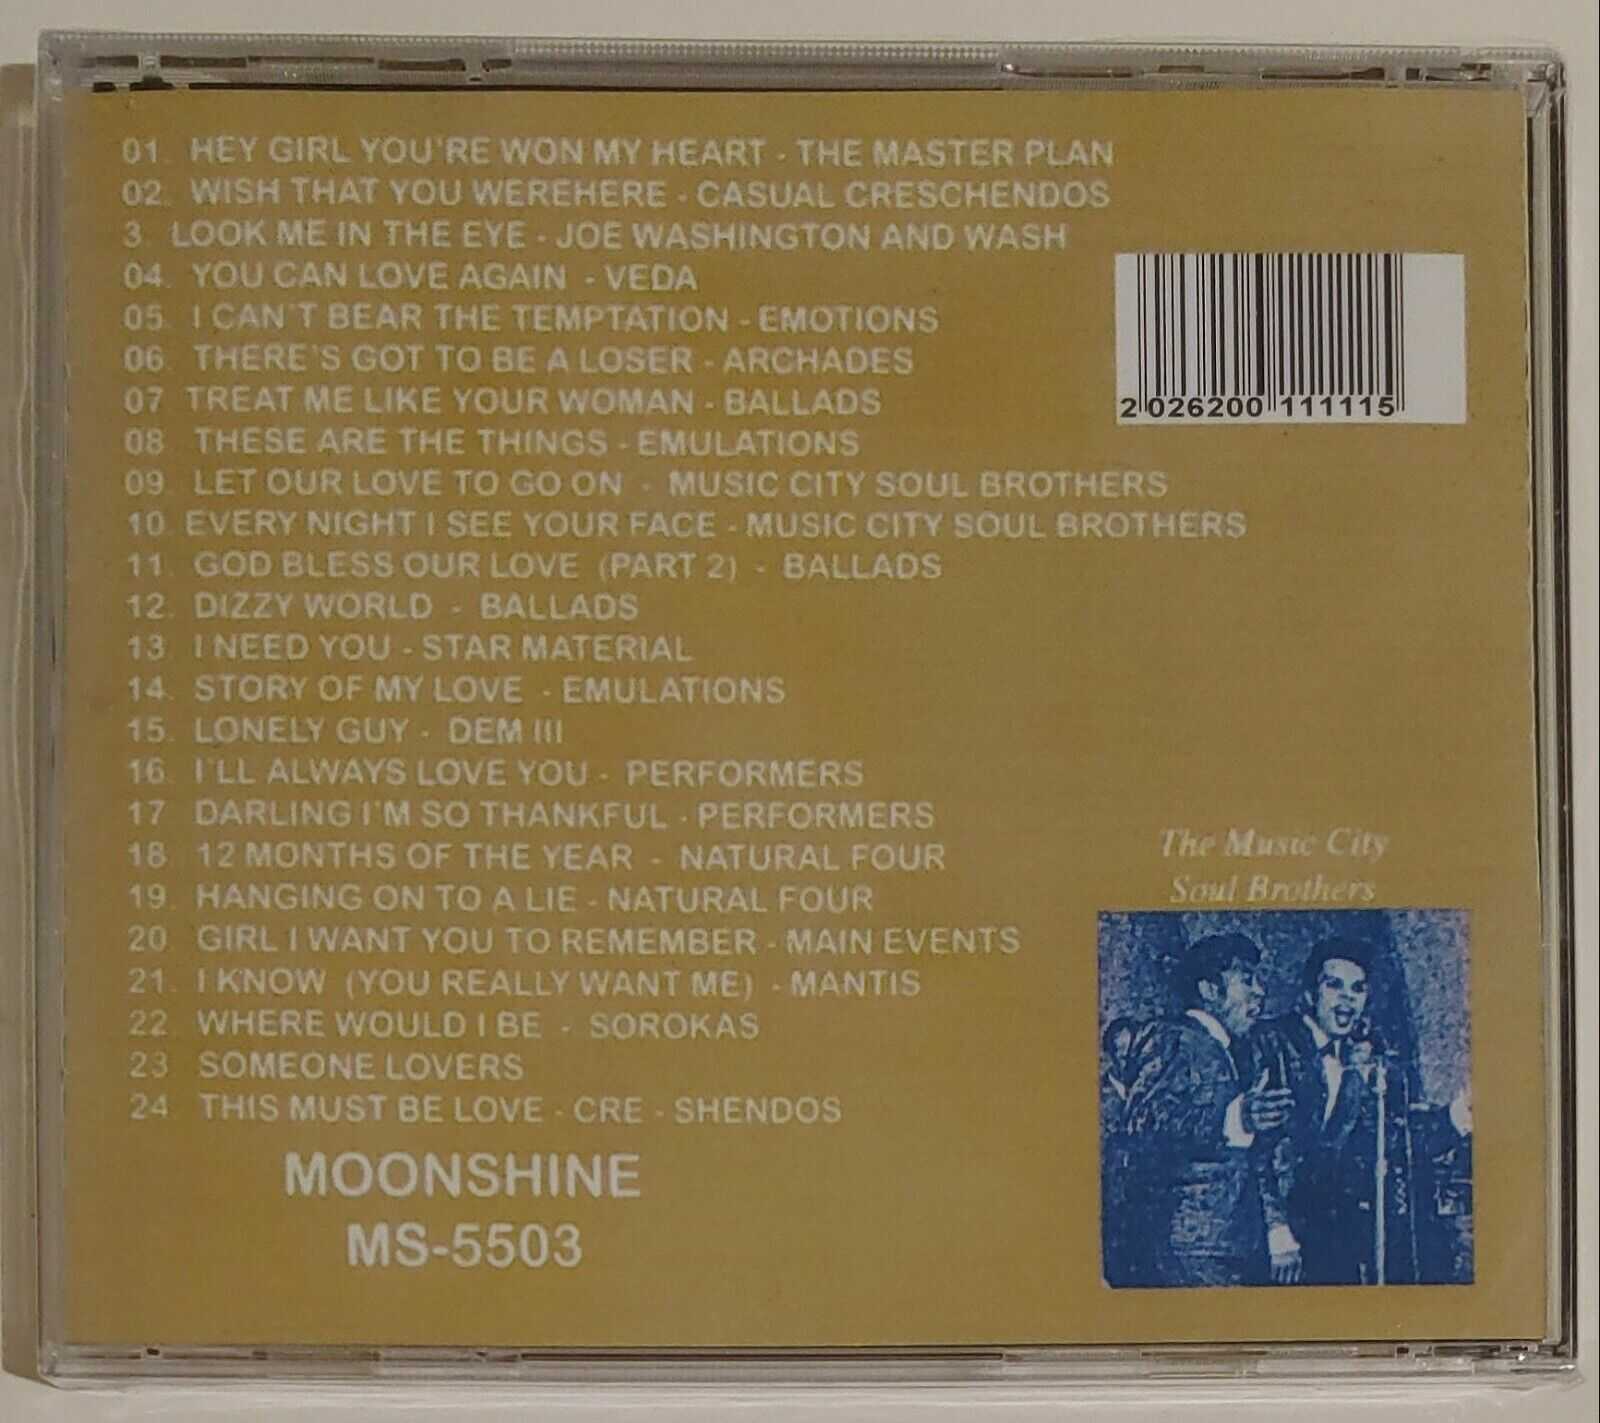 01. HEY GIRL YOU'RE WON MY HEART - THE MASTER PLAN
02. WISH THAT YOU WEREHERE - CASUAL CRESCHENDOS
3. LOOK ME IN THE EYE - JOE WASHINGTON AND WASH
04. YOU CAN LOVE AGAIN - VEDA
05. I CAN'T BEAR THE TEMPTATION - EMOTIONS
06. THERE'S GOT TO BE A LOSER - ARCHADES
07. TREAT ME LIKE YOUR WOMAN - BALLADS
08. THESE ARE THE THINGS - EMULATIONS
09. LET OUR LOVE TO GO ON - MUSIC CITY SOUL BROTHERS
10. EVERY NIGHT I SEE YOUR FACE - MUSIC CITY SOUL BROTHERS
11. GOD BLESS OUR LOVE (PART 2) - BALLADS
12. DIZZY WORLD - BALLADS
13. I NEED YOU - STAR MATERIAL
14. STORY OF MY LOVE - EMULATIONS
15. LONELY GUY - DEM III
16. I'LL ALWAYS LOVE YOU - PERFORMERS
17. DARLING I'M SO THANKFUL - PERFORMERS
18. 12 MONTHS OF THE YEAR - NATURAL FOUR
19. HANGING ON TO A LIE - NATURAL FOUR
20. GIRL I WANT YOU TO REMEMBER - MAIN EVENTS
21. I KNOW (YOU REALLY WANT ME) - MANTIS
22. WHERE WOULD I BE - SOROKAS
23 SOMEONE LOVERS
24 THIS MUST BE LOVE - CRE - SHENDOS
MOONSHINE
MS-5503
2 026200 111115
The Music City
Soul Brothers